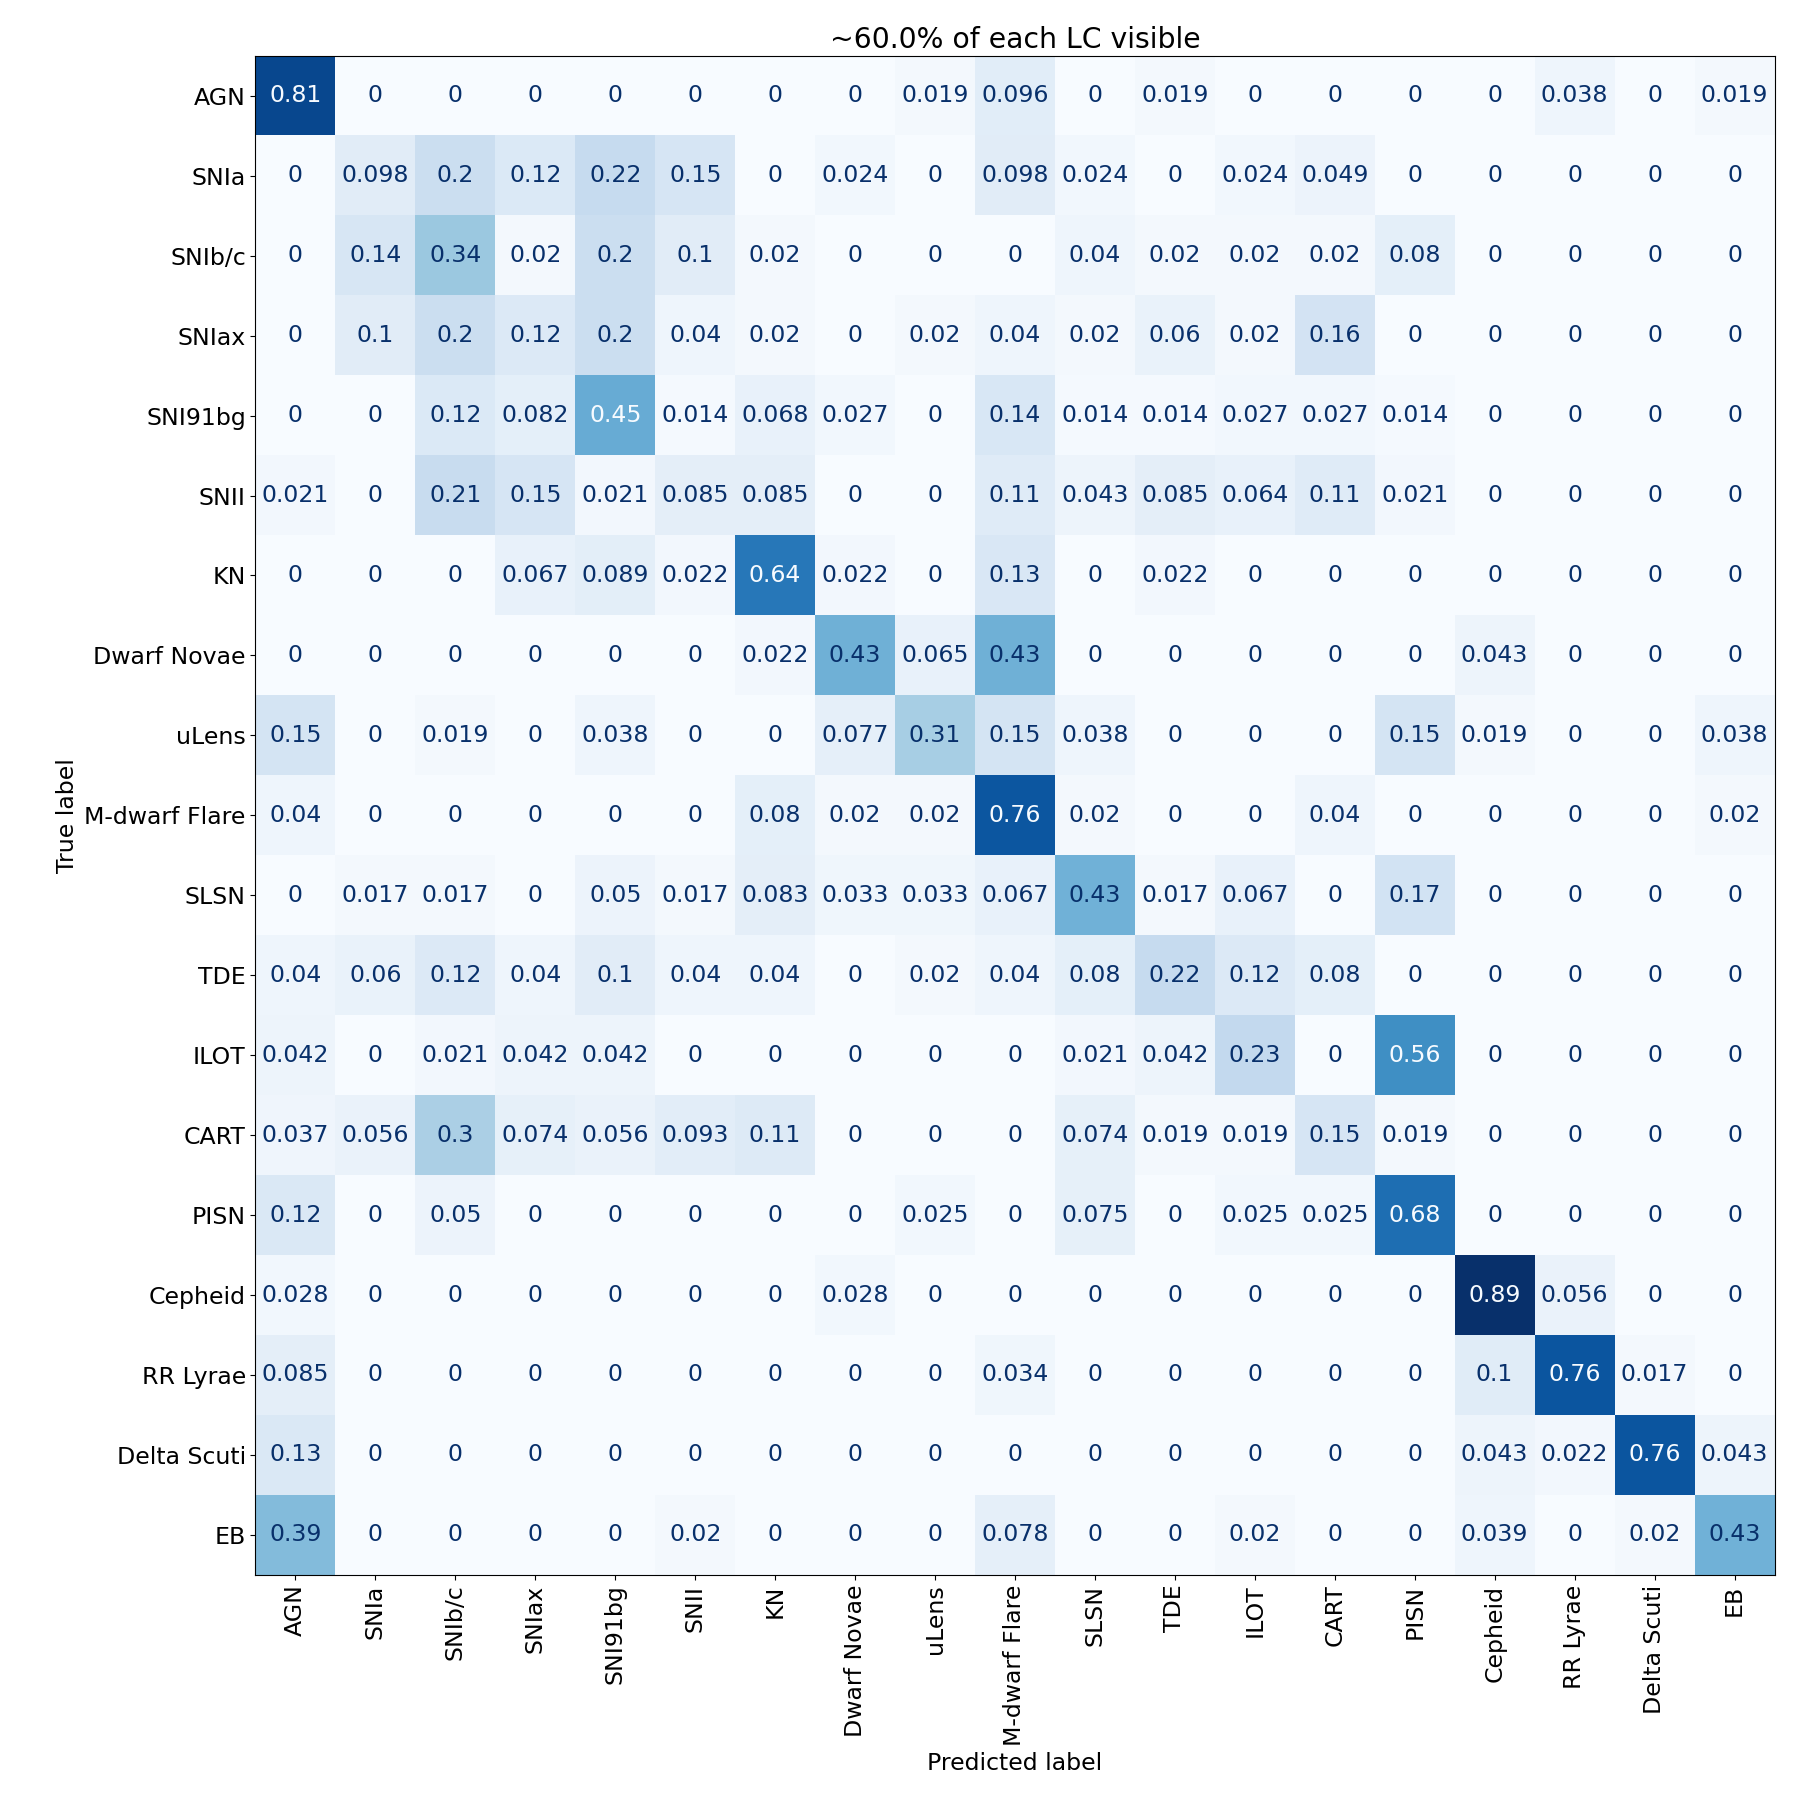 ~60.0% of each LC visible
AGN 0.81 0 0 0 0 0 0 0 0.019 0.096 0 0.019 0 0 0 0 0.038 0 0.019
SNIa 0 0.098 0.2 0.12 0.22 0.15 0 0.024 0 0.098 0.024 0 0.024 0.049 0 0 0 0 0
SNIb/c 0 0.14 0.34 0.02 0.2 0.1 0.02 0 0 0 0.04 0.02 0.02 0.02 0.08 0 0 0 0
SNIax 0 0.1 0.2 0.12 0.2 0.04 0.02 0 0.02 0.04 0.02 0.06 0.02 0.16 0 0 0 0 0
SNI91bg 0 0 0.12 0.082 0.45 0.014 0.068 0.027 0 0.14 0.014 0.014 0.027 0.027 0.014 0 0 0 0
SNII 0.021 0 0.21 0.15 0.021 0.085 0.085 0 0 0.11 0.043 0.085 0.064 0.11 0.021 0 0 0 0
KN 0 0 0 0.067 0.089 0.022 0.64 0.022 0 0.13 0 0.022 0 0 0 0 0 0 0
Dwarf Novae 0 0 0 0 0 0 0.022 0.43 0.065 0.43 0 0 0 0 0 0.043 0 0 0
uLens 0.15 0 0.019 0 0.038 0 0 0.077 0.31 0.15 0.038 0 0 0 0.15 0.019 0 0 0.038
True label
M-dwarf Flare 0.04 0 0 0 0 0 0.08 0.02 0.02 0.76 0.02 0 0 0.04 0 0 0 0 0.02
SLSN 0 0.017 0.017 0 0.05 0.017 0.083 0.033 0.033 0.067 0.43 0.017 0.067 0 0.17 0 0 0 0
TDE 0.04 0.06 0.12 0.04 0.1 0.04 0.04 0 0.02 0.04 0.08 0.22 0.12 0.08 0 0 0 0 0
ILOT 0.042 0 0.021 0.042 0.042 0 0 0 0 0 0.021 0.042 0.23 0 0.56 0 0 0 0
CART 0.037 0.056 0.3 0.074 0.056 0.093 0.11 0 0 0 0.074 0.019 0.019 0.15 0.019 0 0 0 0
PISN 0.12 0 0.05 0 0 0 0 0 0.025 0 0.075 0 0.025 0.025 0.68 0 0 0 0
Cepheid 0.028 0 0 0 0 0 0 0.028 0 0 0 0 0 0 0 0.89 0.056 0 0
RR Lyrae 0.085 0 0 0 0 0 0 0 0 0.034 0 0 0 0 0 0.1 0.76 0.017 0
Delta Scuti 0.13 0 0 0 0 0 0 0 0 0 0 0 0 0 0 0.043 0.022 0.76 0.043
EB 0.39 0 0 0 0 0.02 0 0 0 0.078 0 0 0.02 0 0 0.039 0 0.02 0.43
AGN SNIa SNIb/c SNIax SNI91bg SNII KN Dwarf Novae uLens M-dwarf Flare SLSN TDE ILOT CART PISN Cepheid RR Lyrae Delta Scuti EB
Predicted label